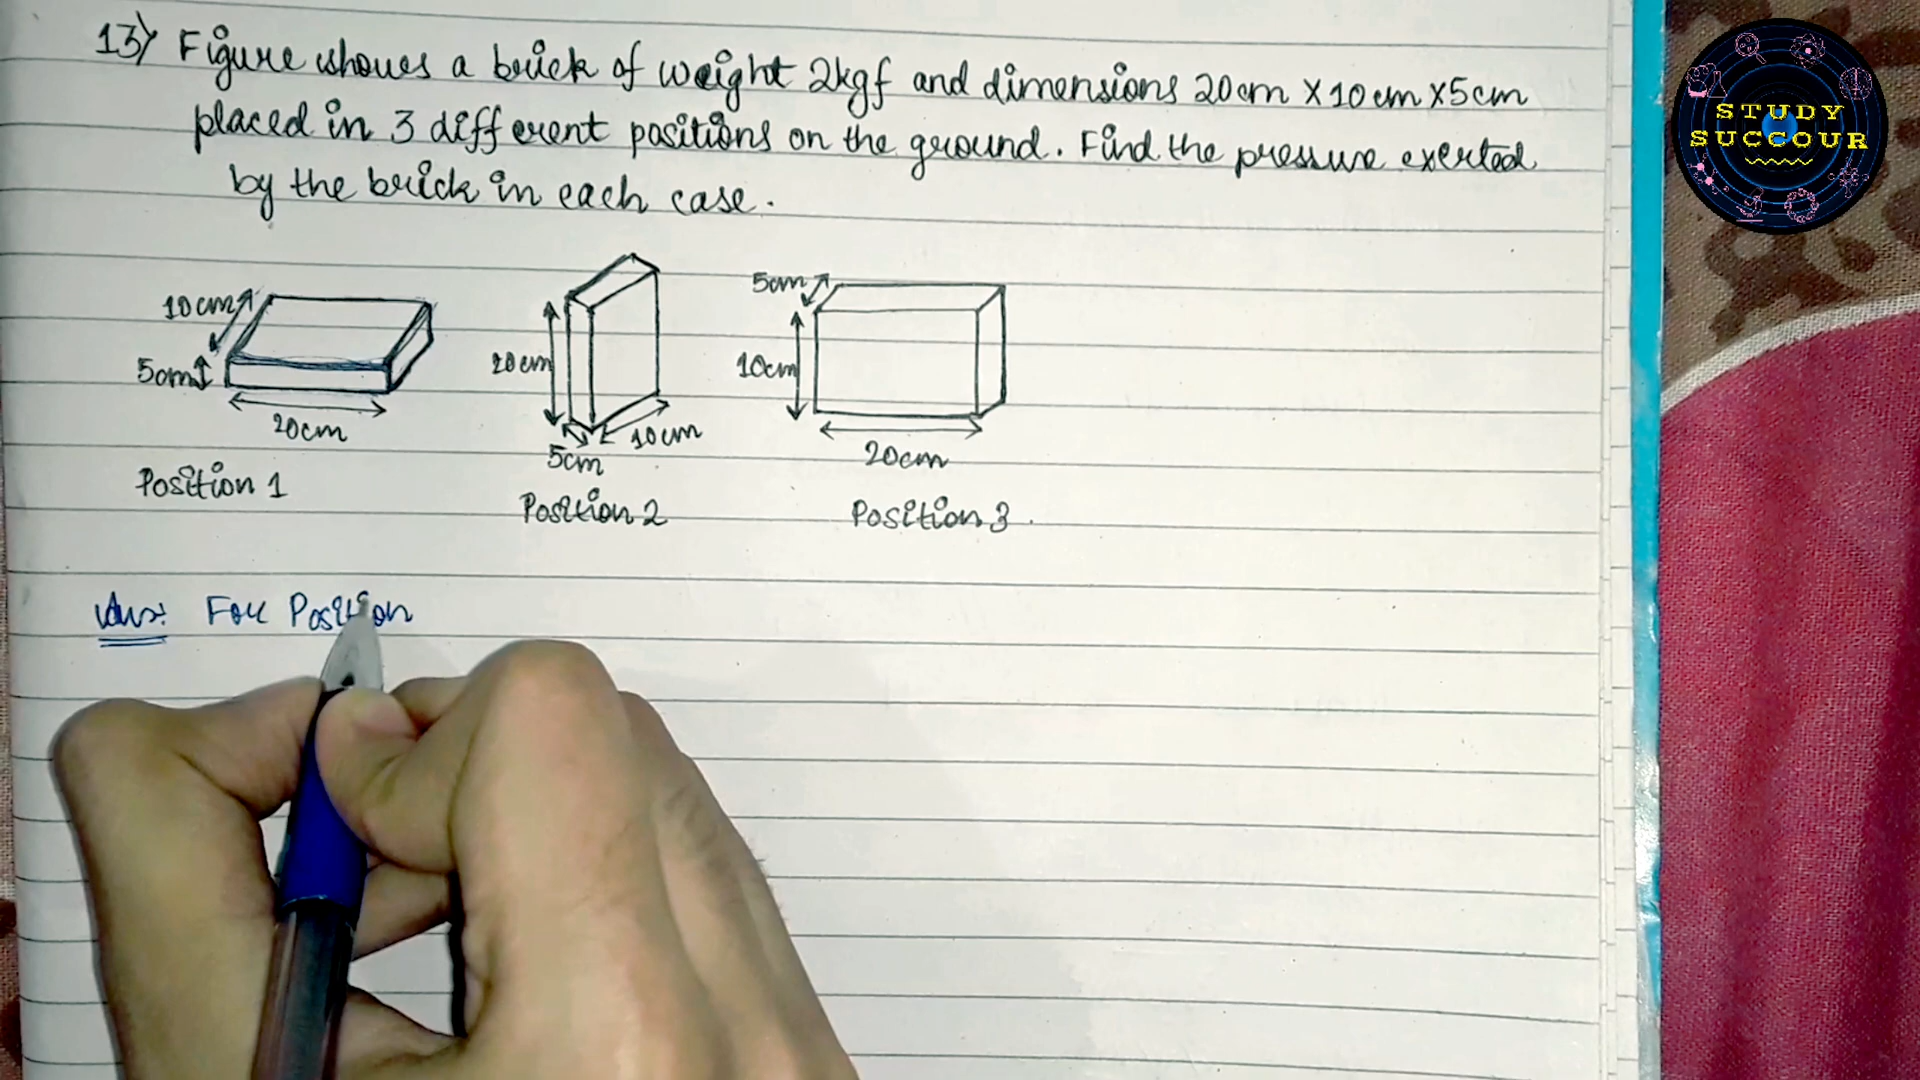 13) Figure shows a brick of weight 2kgf and dimensions 20cm X 10cm X 5cm
placed in 3 different positions on the ground. Find the pressure exerted
by the brick in each case.
10cm
5cm
20cm
Position 1
20cm
5cm
10cm
Position 2
5cm
10cm
20cm
Position 3.
Ans: For Position
STUDY
SUCCOUR